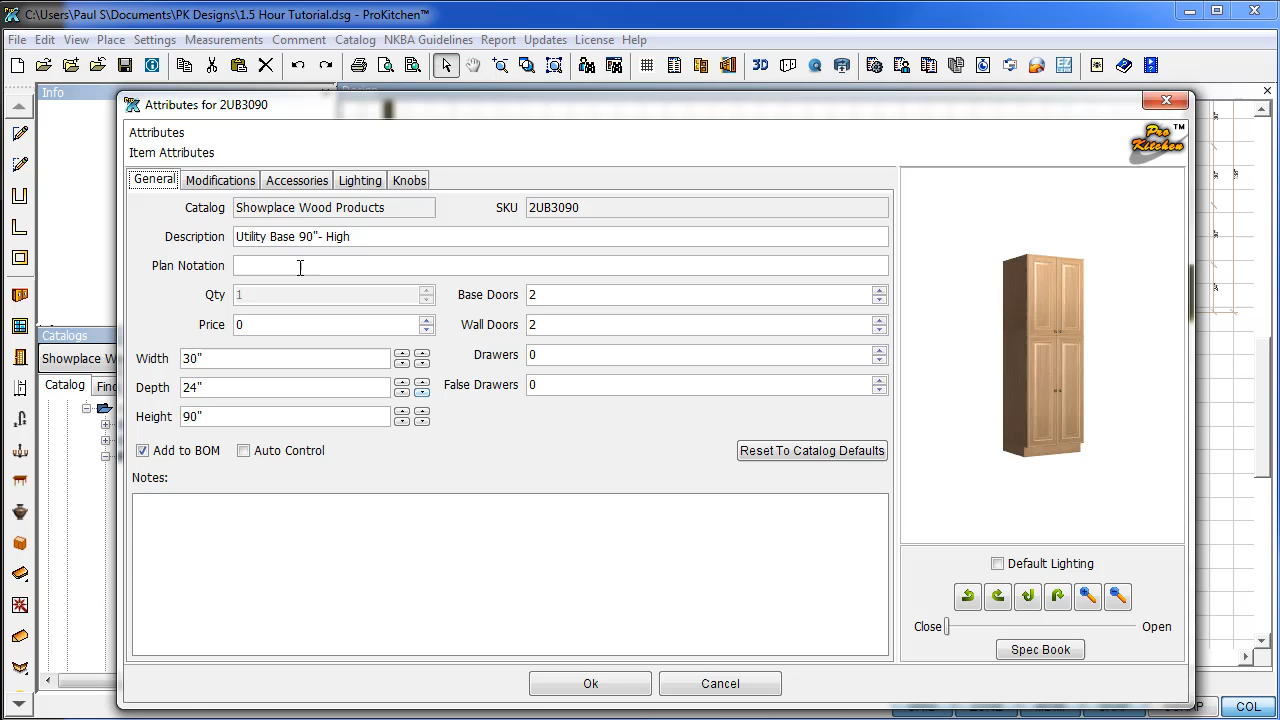 C:\Users\Paul S\Documents\PK Designs\1.5 Hour Tutorial.dsg - ProKitchen™
File Edit View Place Settings Measurements Comment Catalog NKBA Guidelines Report Updates License Help
3D EZ
Info
Attributes for 2UB3090
Attributes
Item Attributes
Pro Kitchen ™
General Modifications Accessories Lighting Knobs
Catalog Showplace Wood Products SKU 2UB3090
Description Utility Base 90"- High
Plan Notation
Qty 1 Base Doors 2
Price 0 Wall Doors 2
Width 30" Drawers 0
Depth 24" False Drawers 0
Height 90"
Add to BOM Auto Control Reset To Catalog Defaults
Notes:
Default Lighting
Close Open
Spec Book
Ok Cancel
Catalogs
Showplace W
Catalog Fin
COL